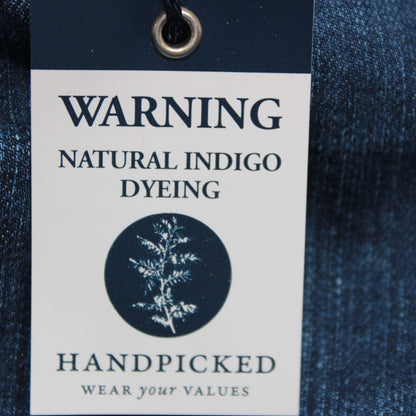 WARNING
NATURAL INDIGO
DYEING
HANDPICKED
WEAR your VALUES